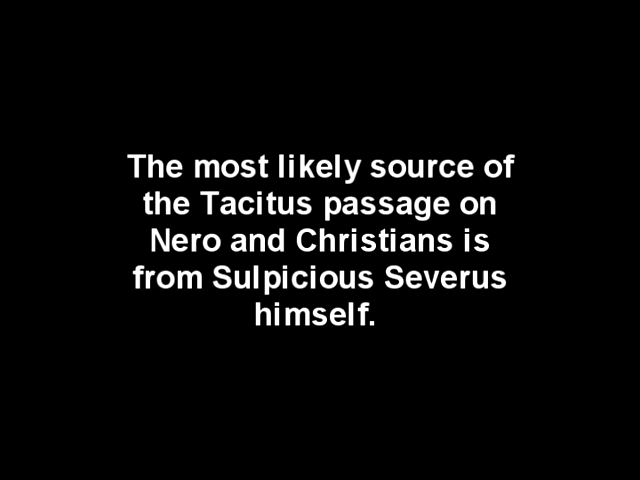 The most likely source of
the Tacitus passage on
Nero and Christians is
from Sulpicious Severus
himself.